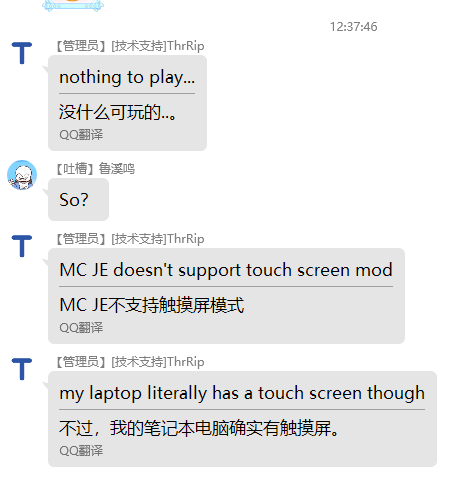 12:37:46
【管理员】[技术支持]ThrRip
nothing to play...
没什么可玩的..。
QQ翻译
【吐槽】鲁溪鸣
So?
【管理员】[技术支持]ThrRip
MC JE doesn't support touch screen mod
MC JE不支持触摸屏模式
QQ翻译
【管理员】[技术支持]ThrRip
my laptop literally has a touch screen though
不过，我的笔记本电脑确实有触摸屏。
QQ翻译